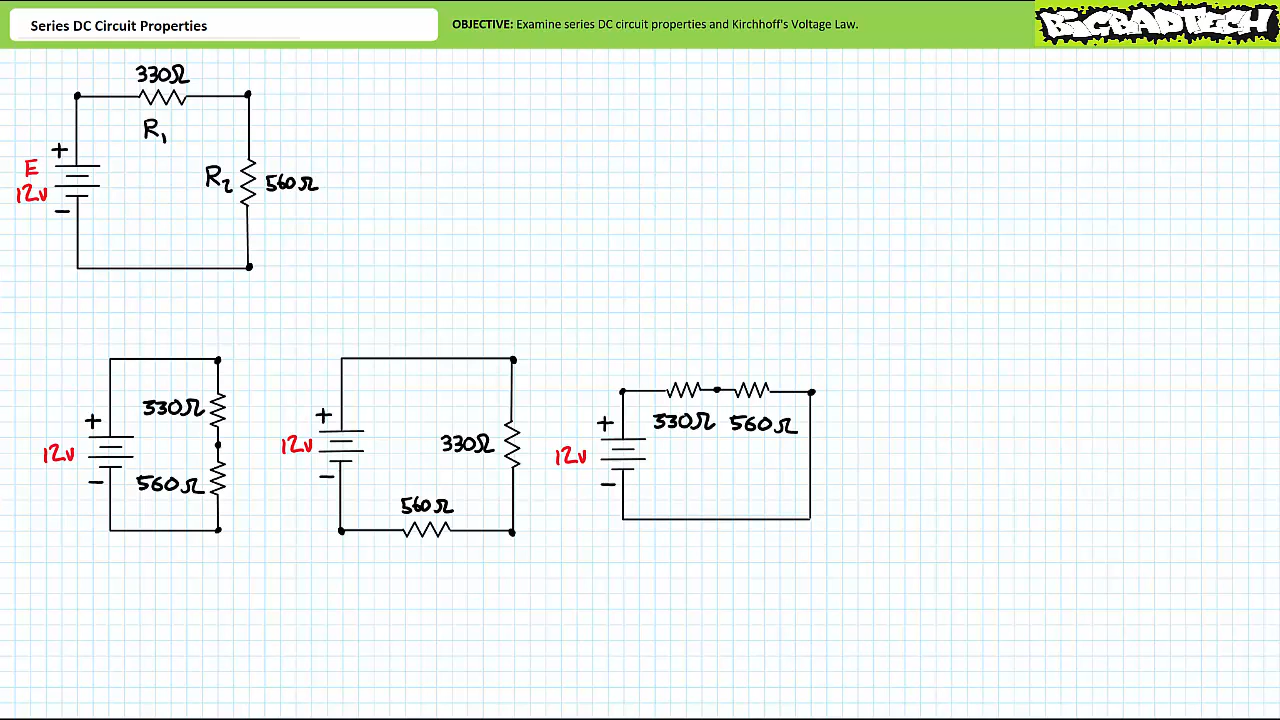 Series DC Circuit Properties
OBJECTIVE: Examine series DC circuit properties and Kirchhoff's Voltage Law.
BIGBADTECH
330Ω
R₁
+
E
12v
−
R₂ 560Ω
+
12v
−
330Ω
560Ω
+
12v
−
330Ω
560Ω
+
12v
−
330Ω 560Ω